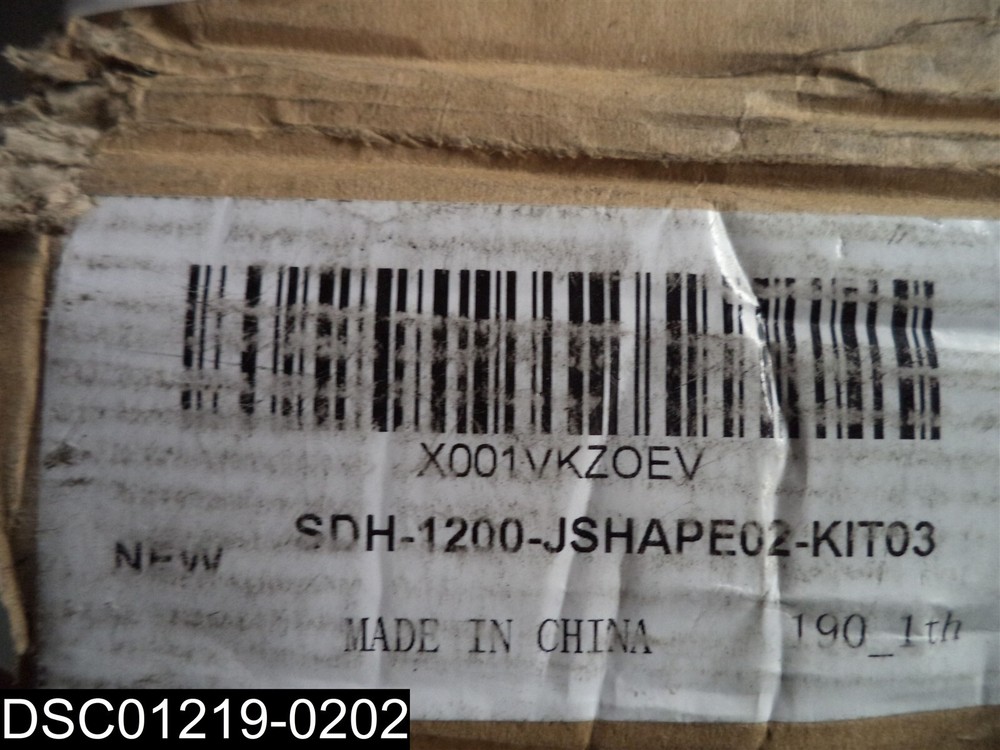 X001VKZOEV
SDH-1200-JSHAPE02-KIT03
NEW
MADE IN CHINA 190_1th
DSC01219-0202